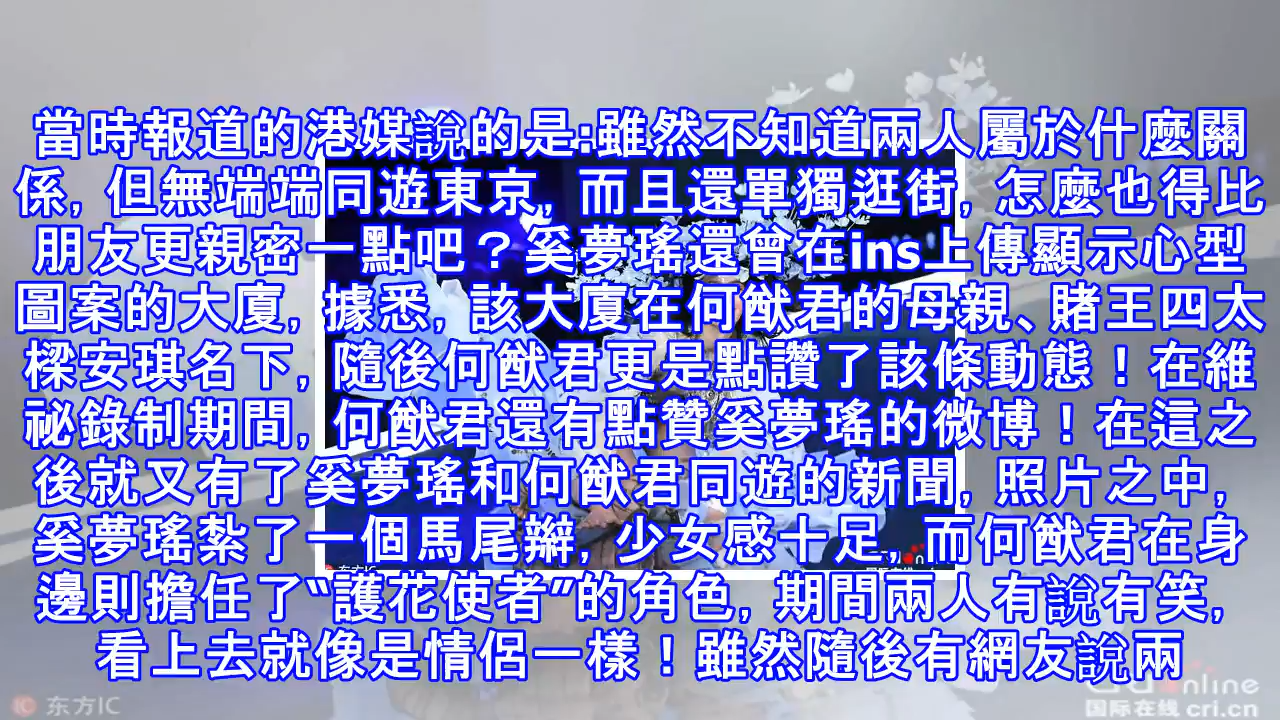 當時報道的港媒說的是:雖然不知道兩人屬於什麼關
係, 但無端端同遊東京, 而且還單獨逛街, 怎麼也得比
朋友更親密一點吧？奚夢瑤還曾在ins上傳顯示心型
圖案的大廈, 據悉, 該大廈在何猷君的母親、賭王四太
樑安琪名下, 隨後何猷君更是點讚了該條動態！在維
祕錄制期間, 何猷君還有點贊奚夢瑤的微博！在這之
後就又有了奚夢瑤和何猷君同遊的新聞, 照片之中,
奚夢瑤紮了一個馬尾辮, 少女感十足, 而何猷君在身
邊則擔任了“護花使者”的角色, 期間兩人有說有笑,
看上去就像是情侶一樣！雖然隨後有網友說兩
东方IC
东方IC
nline
国际在线 cri.cn